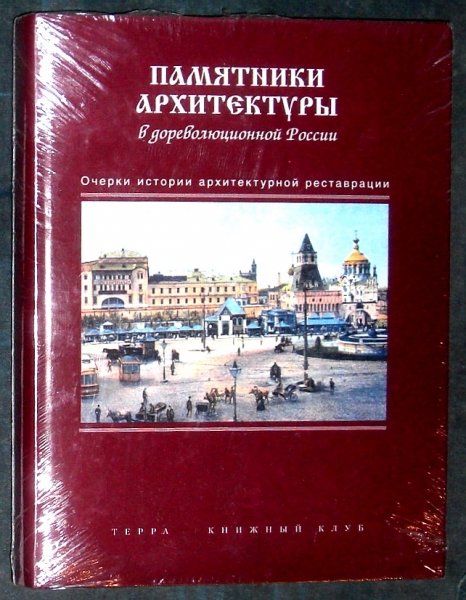 ПАМЯТНИКИ
АРХИТЕКТУРЫ
в дореволюционной России
Очерки истории архитектурной реставрации
ТЕРРА КНИЖНЫЙ КЛУБ